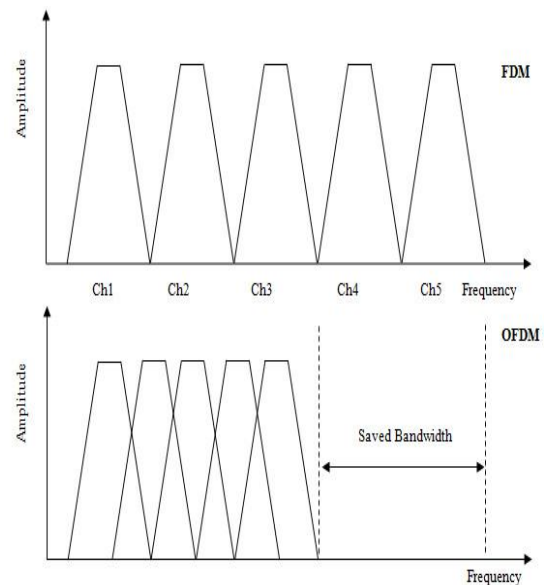 Amplitude
FDM
Ch1 Ch2 Ch3 Ch4 Ch5 Frequency
Amplitude
OFDM
Saved Bandwidth
Frequency